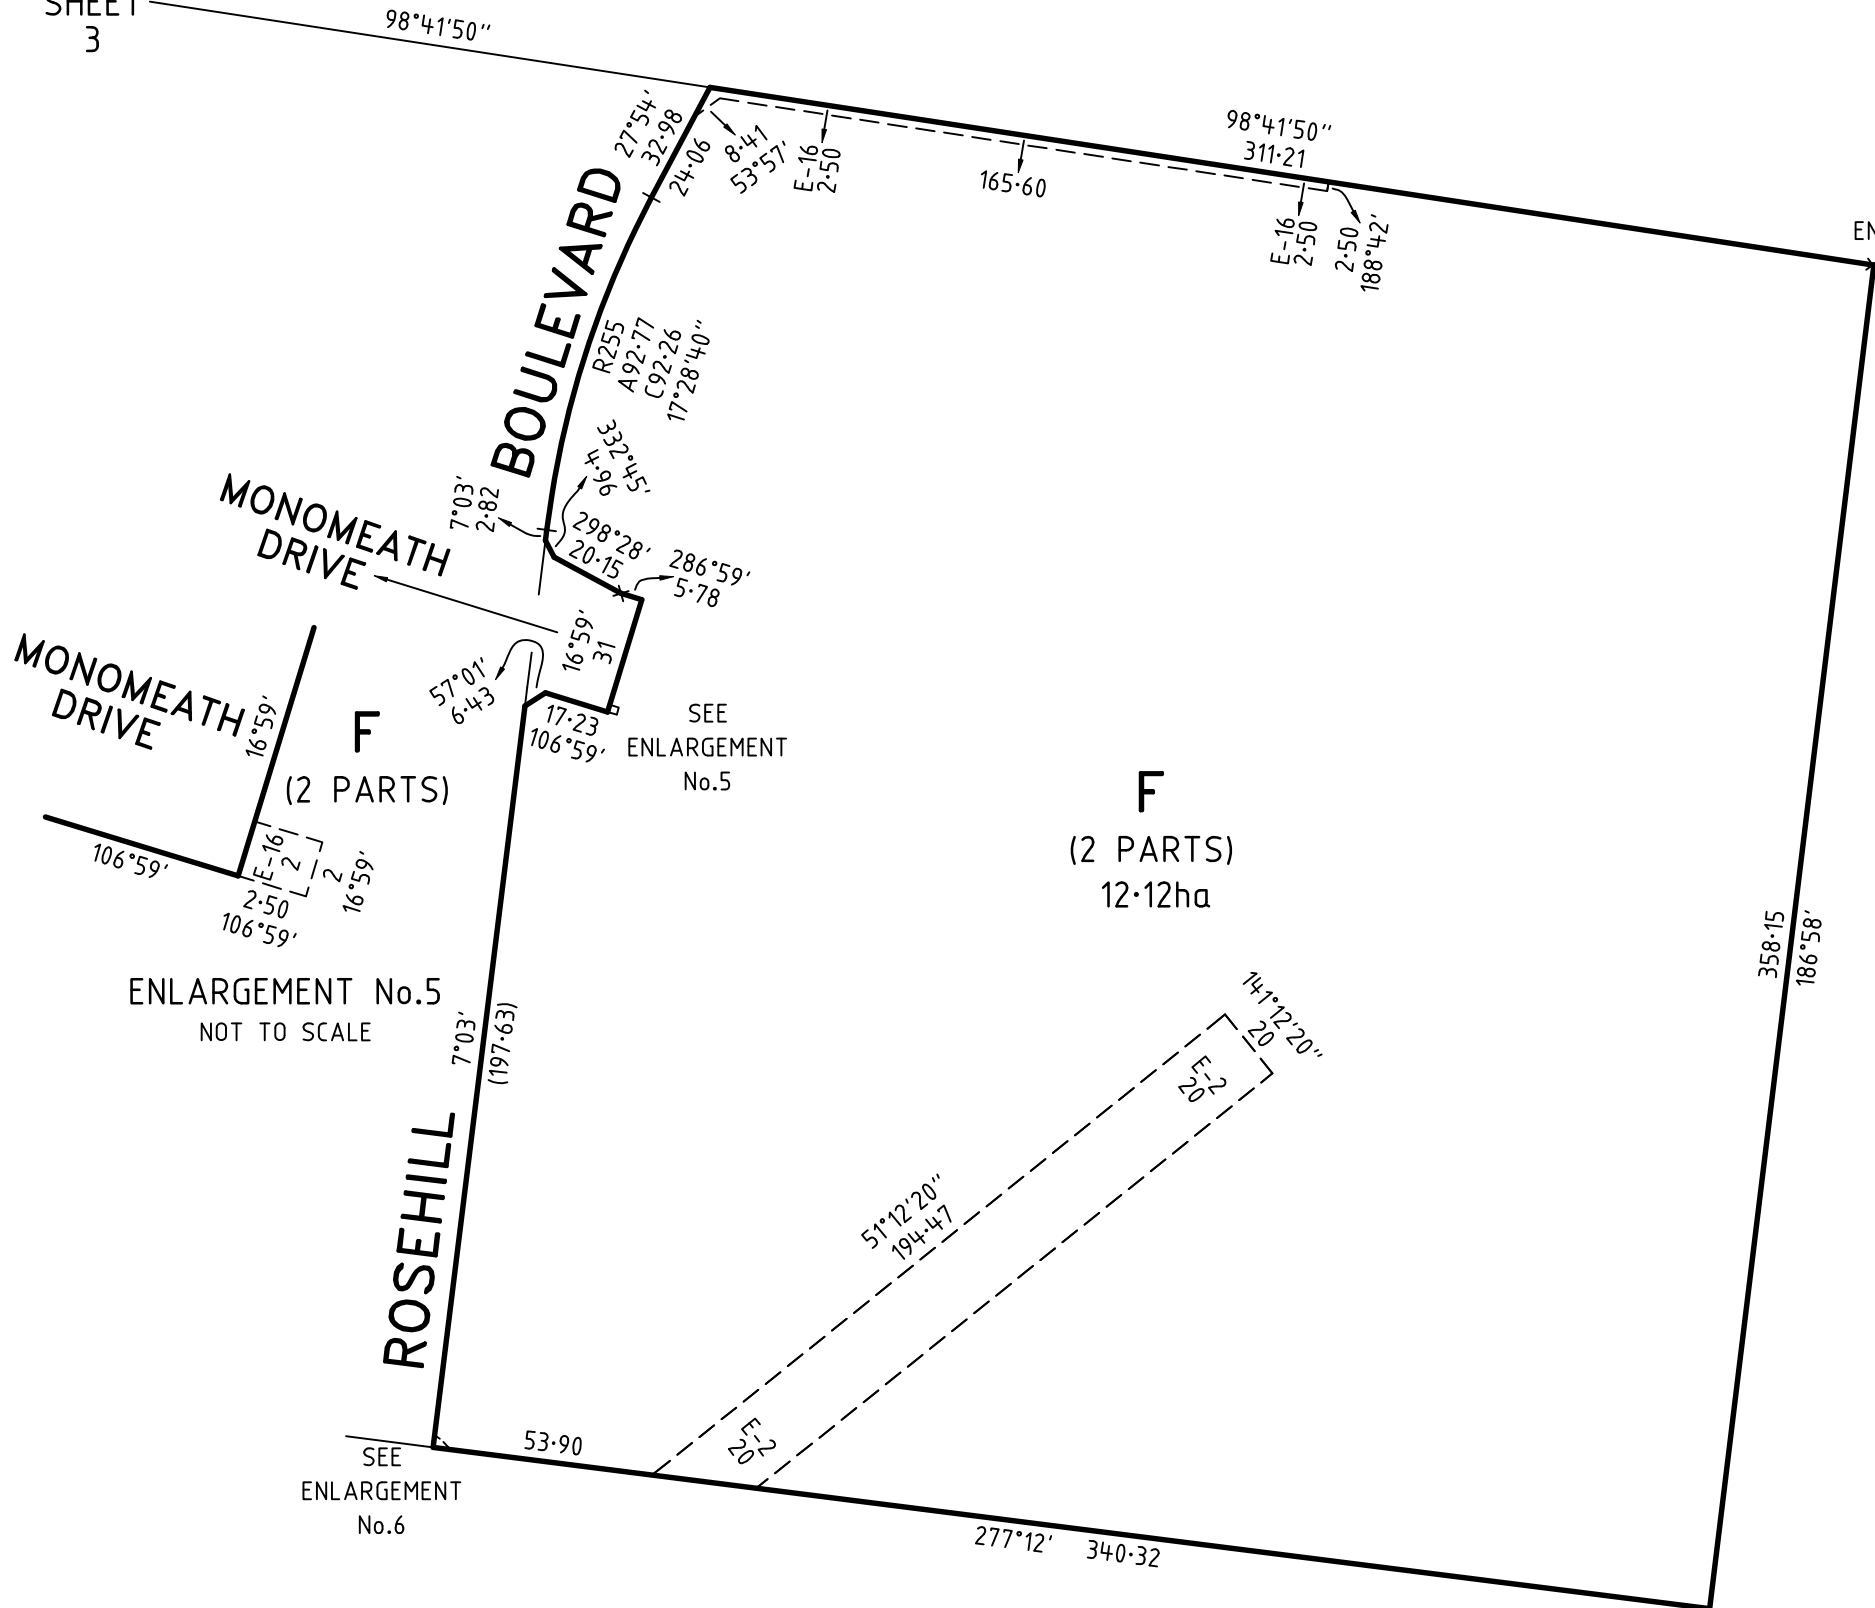 SHEET
3
98°41'50"
98°41'50"
311·21
27°54'
32·98
24·06
8·41
53°57'
E-16
2·50
165·60
E-16
2·50
2·50
188°42'
EN
BOULEVARD
R255
A92·77
C92·26
17°28'40"
332°45'
4·96
7°03'
2·82
MONOMEATH
DRIVE
298°28'
20·15
286°59'
5·78
16°59'
31
57°01'
6·43
17·23
106°59'
SEE
ENLARGEMENT
No.5
MONOMEATH
DRIVE
16°59'
F
(2 PARTS)
E-16
2
2
16°59'
106°59'
2·50
106°59'
ENLARGEMENT No.5
NOT TO SCALE
F
(2 PARTS)
12·12ha
358·15
186°58'
7°03'
(197·63)
141°12'20"
20
E-2
20
51°12'20"
194·47
ROSEHILL
E-2
20
53·90
SEE
ENLARGEMENT
No.6
277°12' 340·32